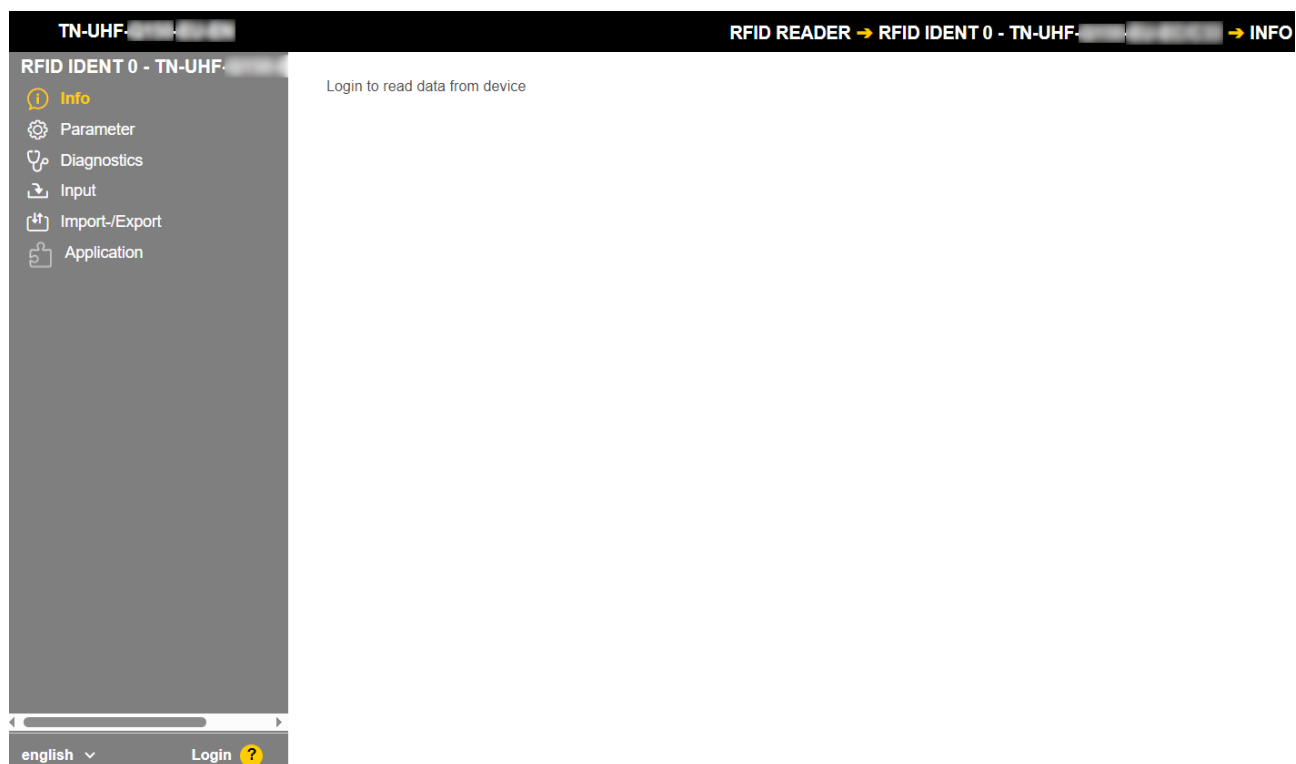 TN-UHF-
RFID READER ➔ RFID IDENT 0 - TN-UHF- ➔ INFO
RFID IDENT 0 - TN-UHF-
Info
Parameter
Diagnostics
Input
Import-/Export
Application
Login to read data from device
english
Login ?